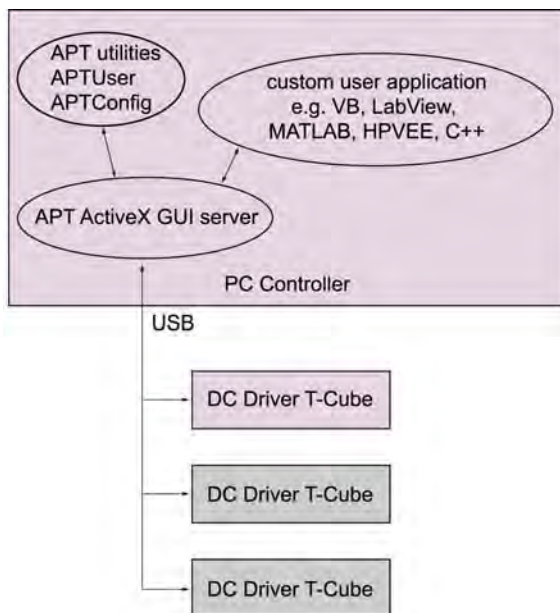 APT utilities
APTUser
APTConfig
custom user application
e.g. VB, LabView,
MATLAB, HPVEE, C++
APT ActiveX GUI server
PC Controller
USB
DC Driver T-Cube
DC Driver T-Cube
DC Driver T-Cube